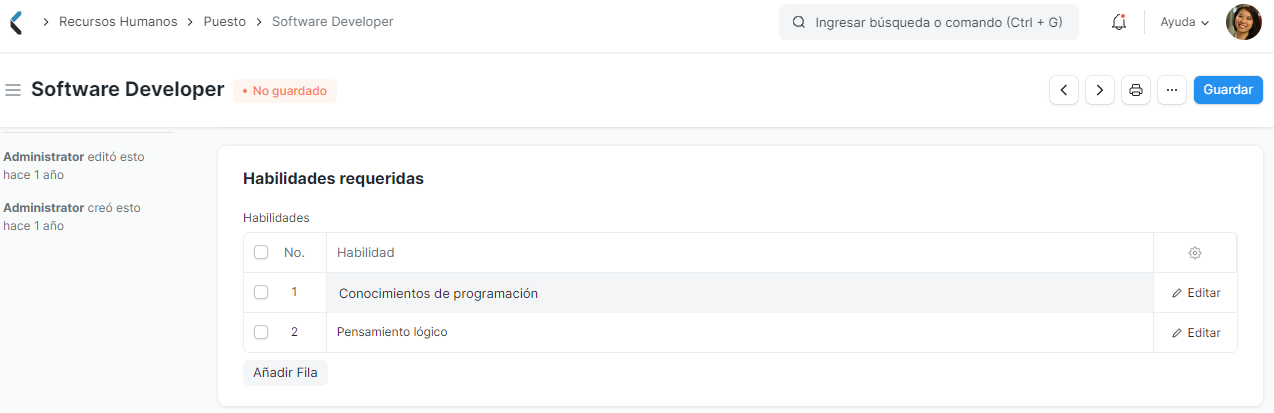 Recursos Humanos > Puesto > Software Developer
Ingresar búsqueda o comando (Ctrl + G)
Ayuda
Software Developer
• No guardado
Guardar
Administrator editó esto
hace 1 año
Administrator creó esto
hace 1 año
Habilidades requeridas
Habilidades
No. Habilidad
1 Conocimientos de programación Editar
2 Pensamiento lógico Editar
Añadir Fila